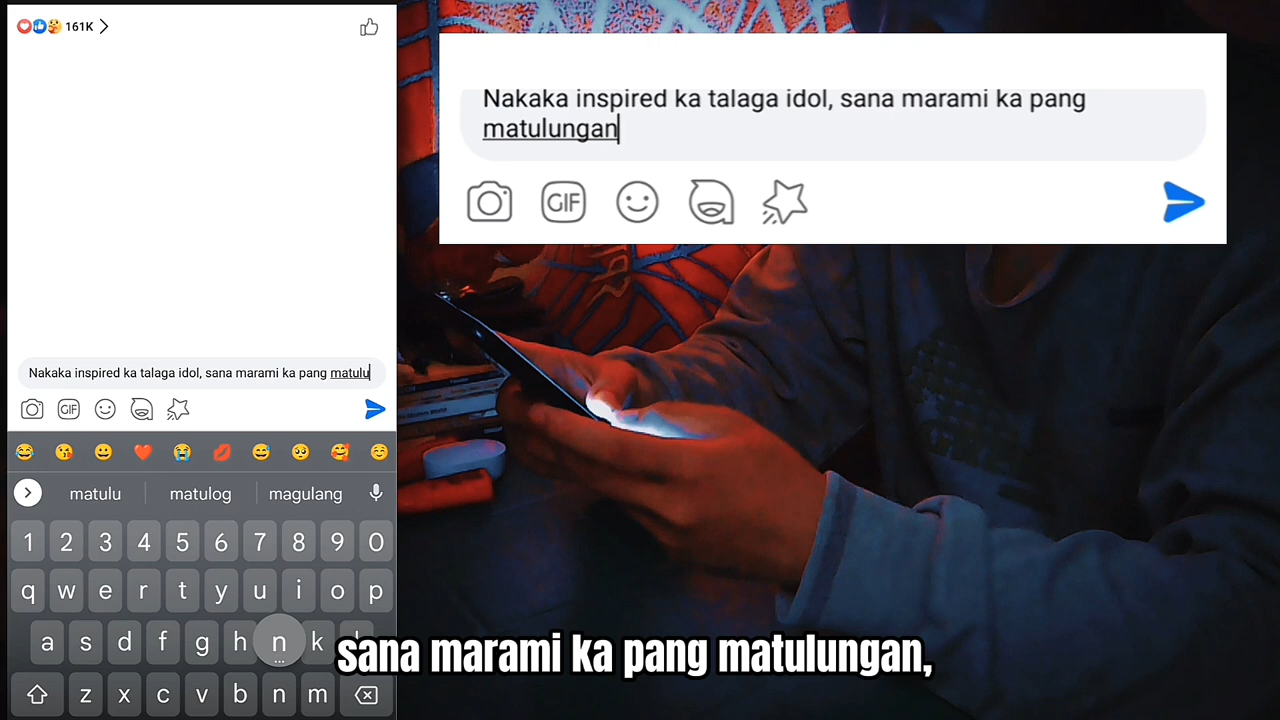 161K
Nakaka inspired ka talaga idol, sana marami ka pang
matulungan
GIF
Nakaka inspired ka talaga idol, sana marami ka pang matulu
GIF
matulu matulog magulang
1 2 3 4 5 6 7 8 9 0
q w e r t y u i o p
a s d f g h n k
sana marami ka pang matulungan,
z x c v b n m